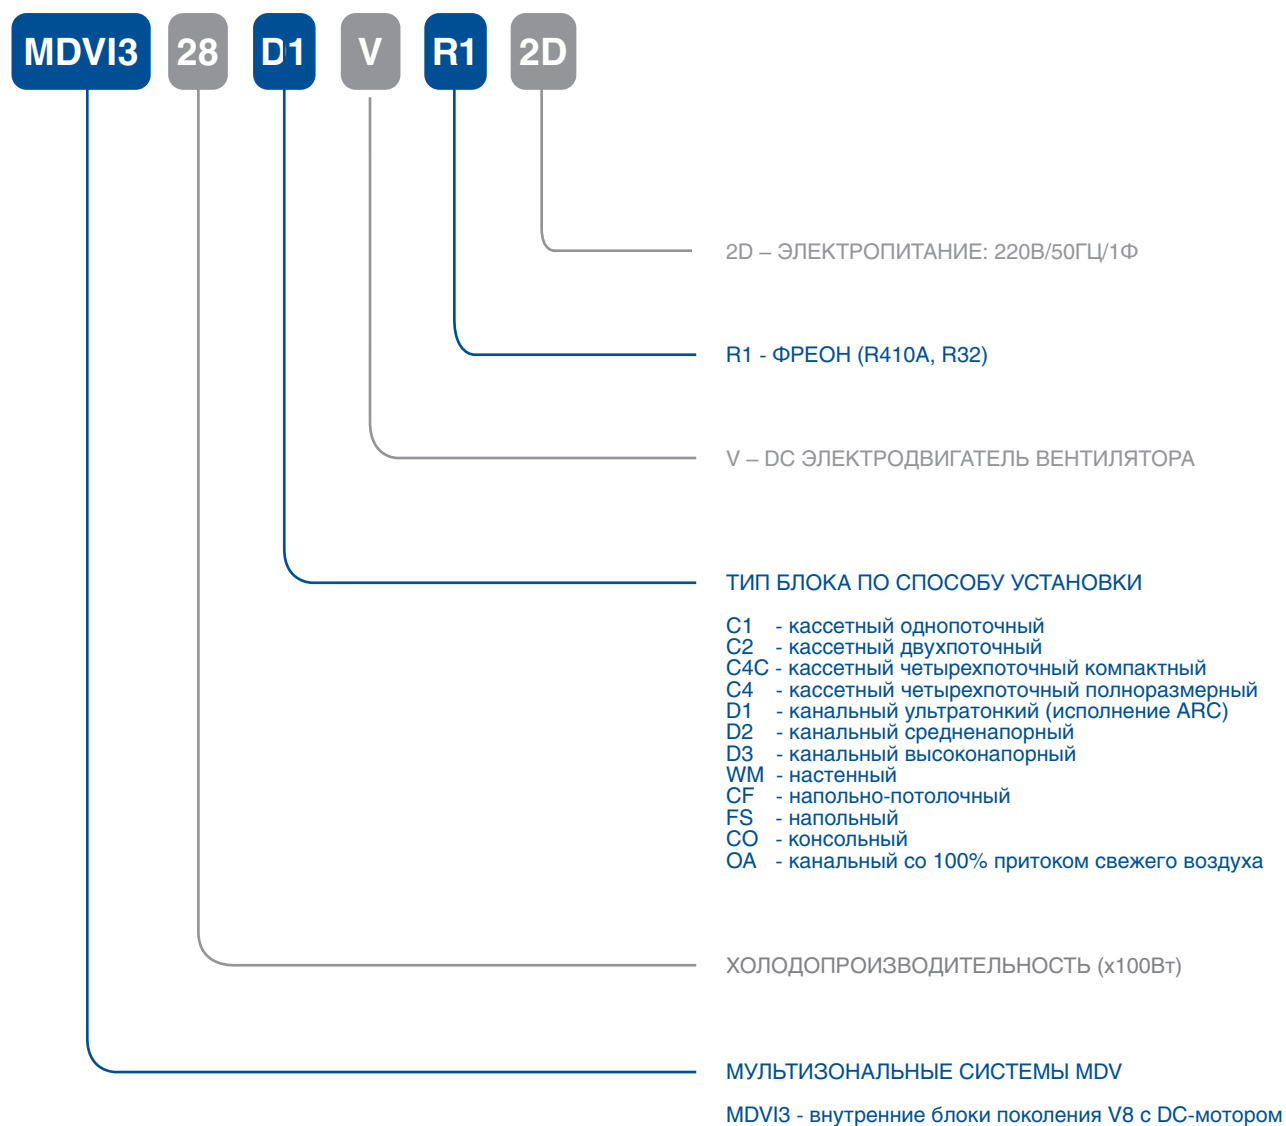 MDVI3 28 D1 V R1 2D
2D – ЭЛЕКТРОПИТАНИЕ: 220В/50ГЦ/1Ф
R1 - ФРЕОН (R410A, R32)
V – DC ЭЛЕКТРОДВИГАТЕЛЬ ВЕНТИЛЯТОРА
ТИП БЛОКА ПО СПОСОБУ УСТАНОВКИ
C1 - кассетный однопоточный
C2 - кассетный двухпоточный
C4C - кассетный четырехпоточный компактный
C4 - кассетный четырехпоточный полноразмерный
D1 - канальный ультратонкий (исполнение ARC)
D2 - канальный средненапорный
D3 - канальный высоконапорный
WM - настенный
CF - напольно-потолочный
FS - напольный
CO - консольный
OA - канальный со 100% притоком свежего воздуха
ХОЛОДОПРОИЗВОДИТЕЛЬНОСТЬ (х100Вт)
МУЛЬТИЗОНАЛЬНЫЕ СИСТЕМЫ MDV
MDVI3 - внутренние блоки поколения V8 с DC-мотором